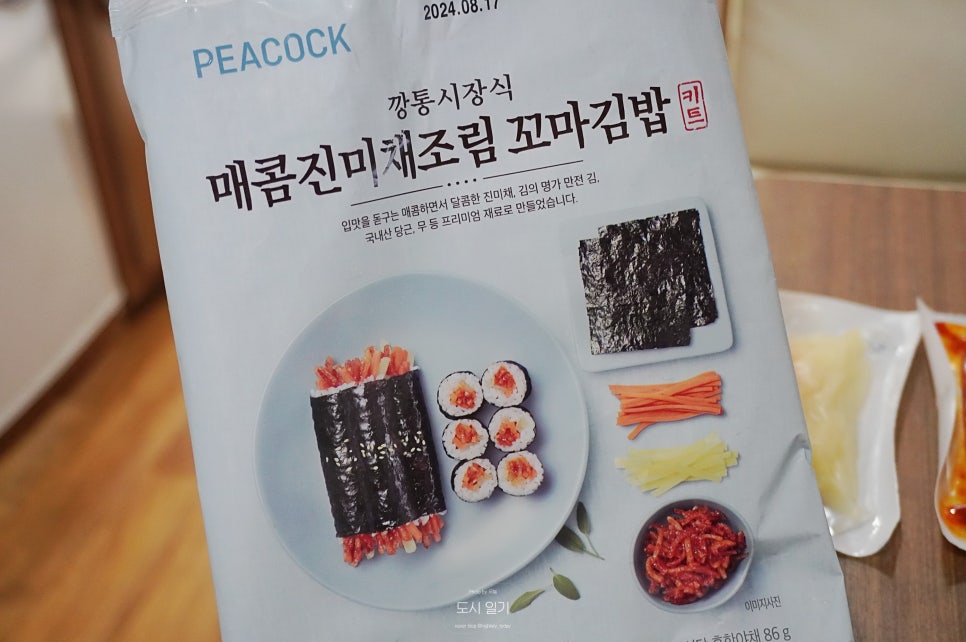 2024.08.17
PEACOCK
깡통시장식
매콤진미채조림 꼬마김밥 키트
입맛을 돋구는 매콤하면서 달콤한 진미채, 김의 명가 만전 김,
국내산 당근, 무 등 프리미엄 재료로 만들었습니다.
이미지사진
혼합야채 86 g
도시 일기